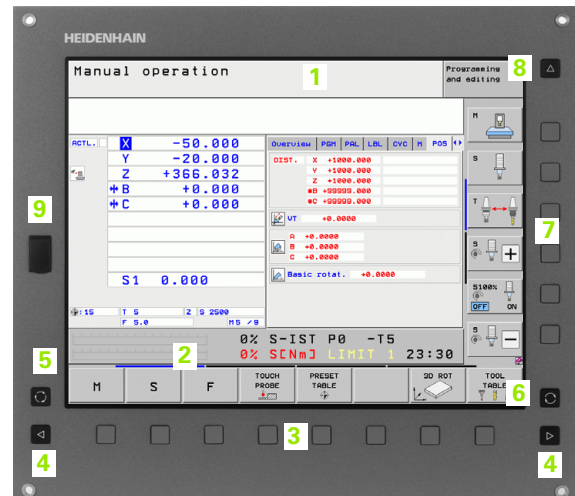 HEIDENHAIN
Manual operation
1
Programming
and editing
8
ACTL.
X -50.000
Y -20.000
Z +366.032
B +0.000
C +0.000
S1 0.000
:15 T 5 Z S 2500
F 5.0 M 5 / 9
Overview PGM PAL LBL CYC M POS
DIST. X +1000.000
Y +1000.000
Z +1000.000
*B +99999.000
*C +99999.000
VT +0.0000
A +0.0000
B +0.0000
C +0.0000
Basic rotat. +0.0000
0% S-IST P0 -T5
0% S[Nm] LIMIT 1 23:30
2
M
S
T
S +
S100%
OFF ON
S −
7
9
5
M
S
F
TOUCH
PROBE
PRESET
TABLE
3D ROT
TOOL
TABLE
6
3
4
4